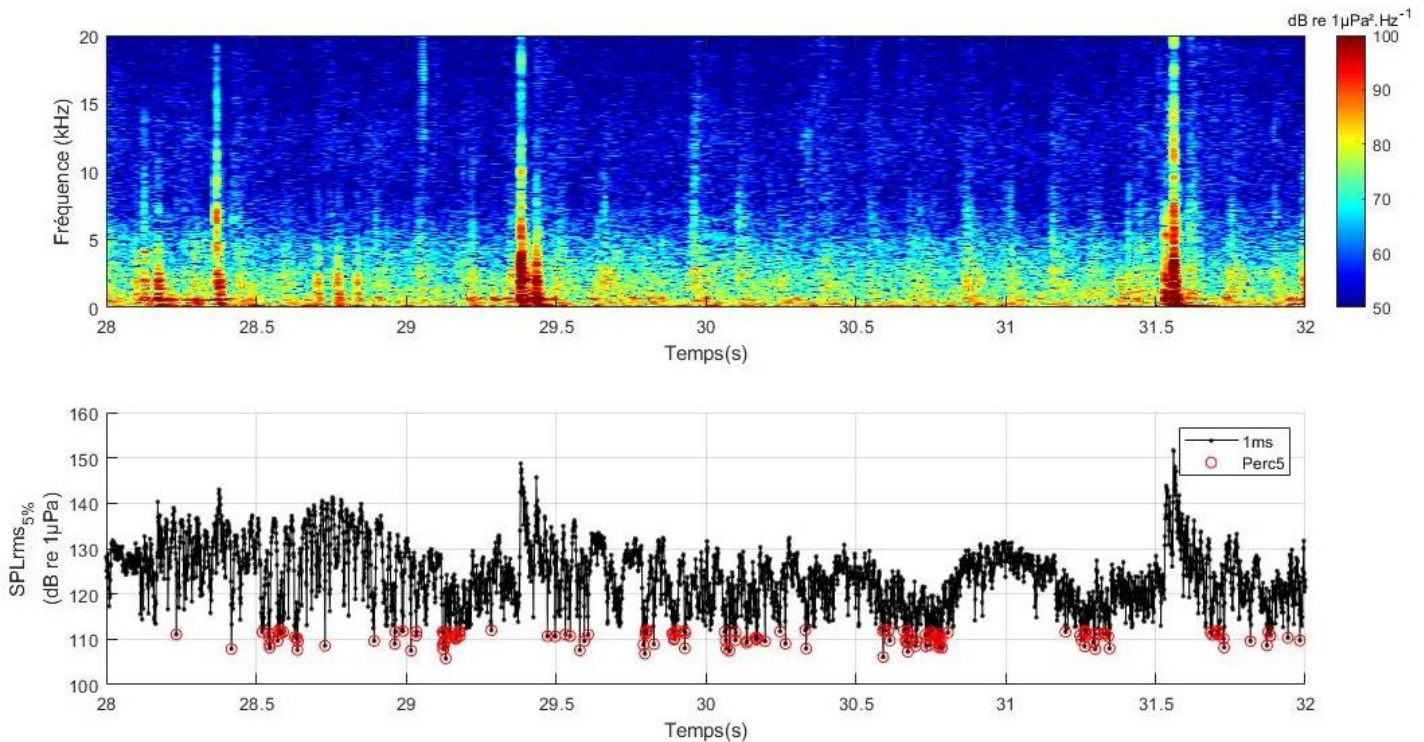 dB re 1µPa².Hz⁻¹
20
15
10
5
0
Fréquence (kHz)
28 28.5 29 29.5 30 30.5 31 31.5 32
Temps(s)
100
90
80
70
60
50
160
150
140
130
120
110
100
SPLrms5%
(dB re 1µPa)
1ms
Perc5
28 28.5 29 29.5 30 30.5 31 31.5 32
Temps(s)